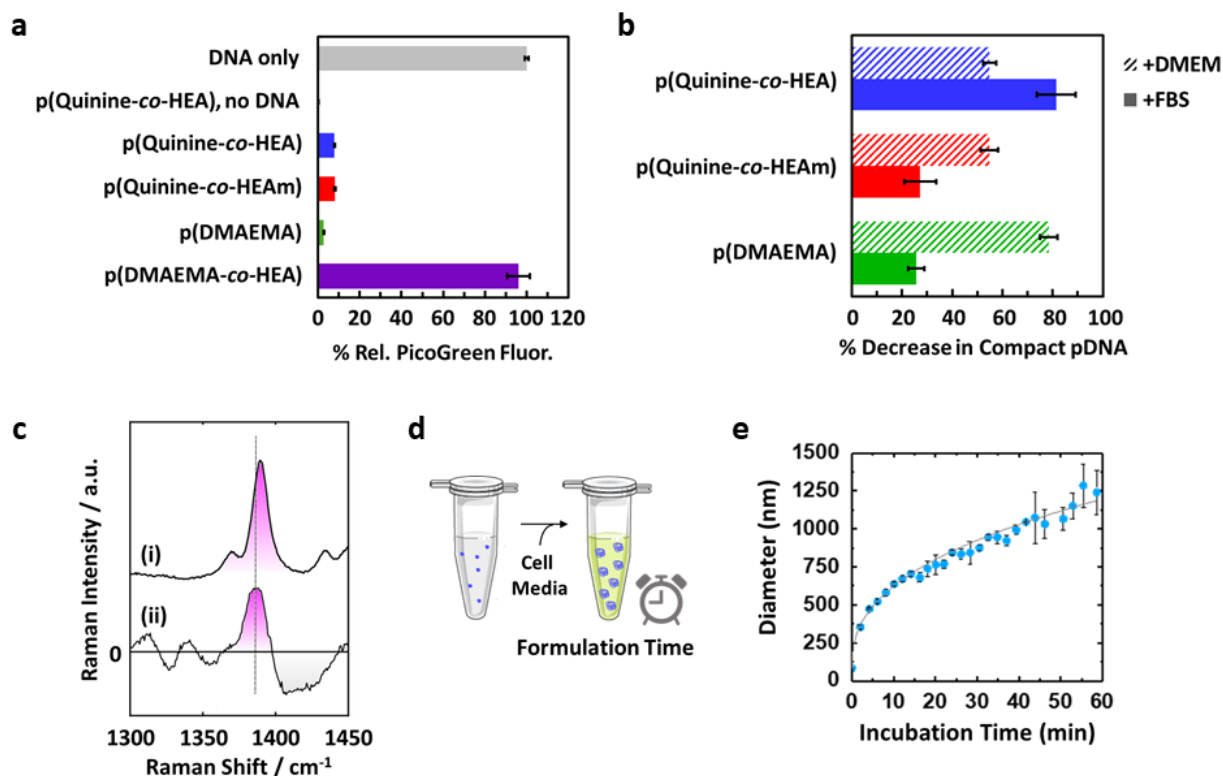 a
DNA only
p(Quinine-co-HEA), no DNA
p(Quinine-co-HEA)
p(Quinine-co-HEAm)
p(DMAEMA)
p(DMAEMA-co-HEA)
0 20 40 60 80 100 120
% Rel. PicoGreen Fluor.
b
p(Quinine-co-HEA)
p(Quinine-co-HEAm)
p(DMAEMA)
0 20 40 60 80 100
% Decrease in Compact pDNA
+DMEM
+FBS
c
Raman Intensity / a.u.
(i)
(ii)
0
1300 1350 1400 1450
Raman Shift / cm⁻¹
d
Cell
Media
Formulation Time
e
Diameter (nm)
1500
1250
1000
750
500
250
0
0 10 20 30 40 50 60
Incubation Time (min)